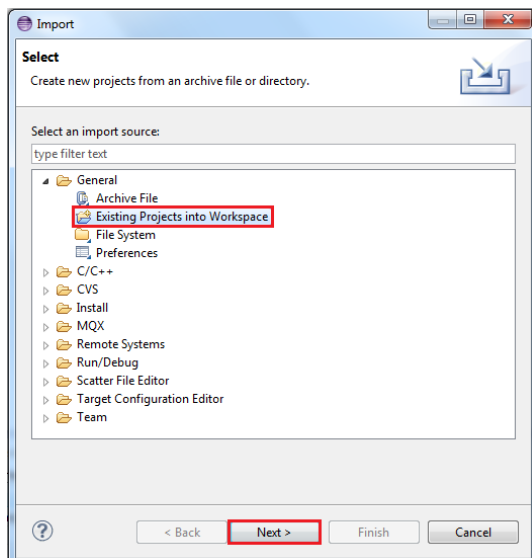 Import
Select
Create new projects from an archive file or directory.
Select an import source:
type filter text
General
Archive File
Existing Projects into Workspace
File System
Preferences
C/C++
CVS
Install
MQX
Remote Systems
Run/Debug
Scatter File Editor
Target Configuration Editor
Team
? < Back Next > Finish Cancel